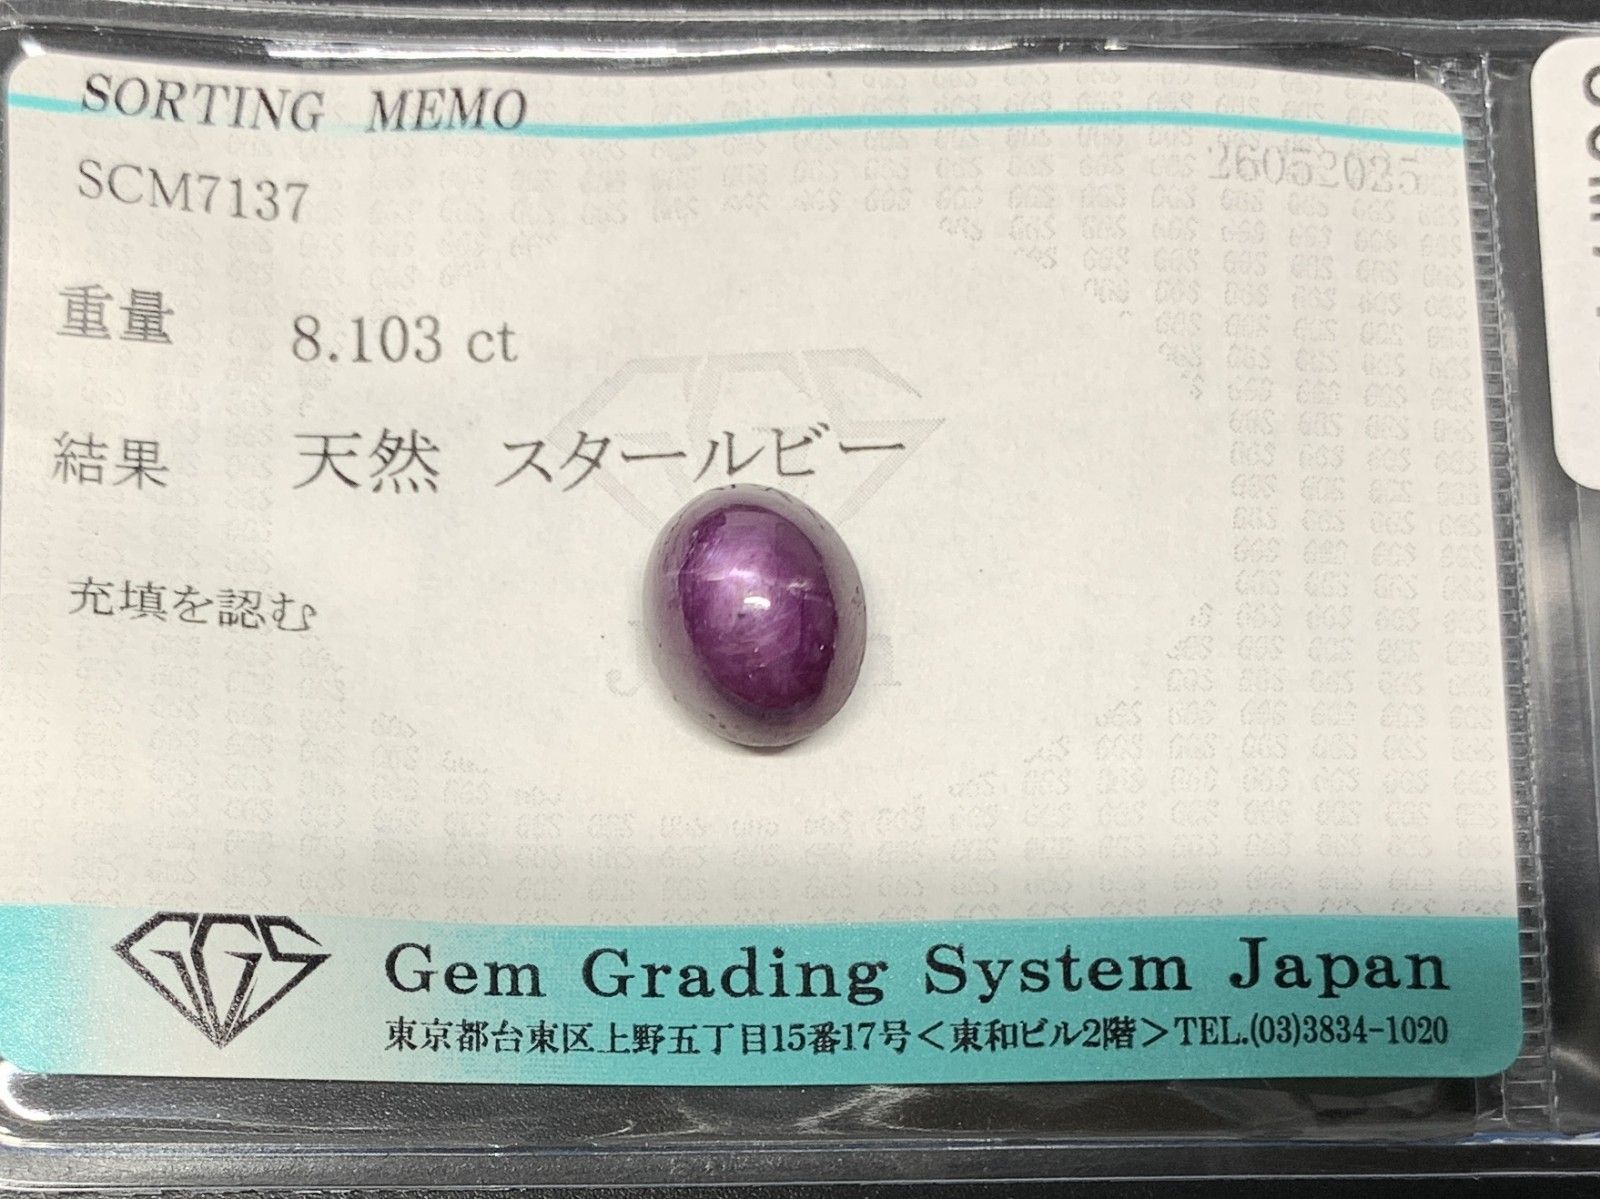 SORTING MEMO
SCM7137
26052025
重量 8.103 ct
結果 天然 スタールビー
充填を認む
GGS
Gem Grading System Japan
東京都台東区上野五丁目15番17号＜東和ビル2階＞TEL.(03)3834-1020